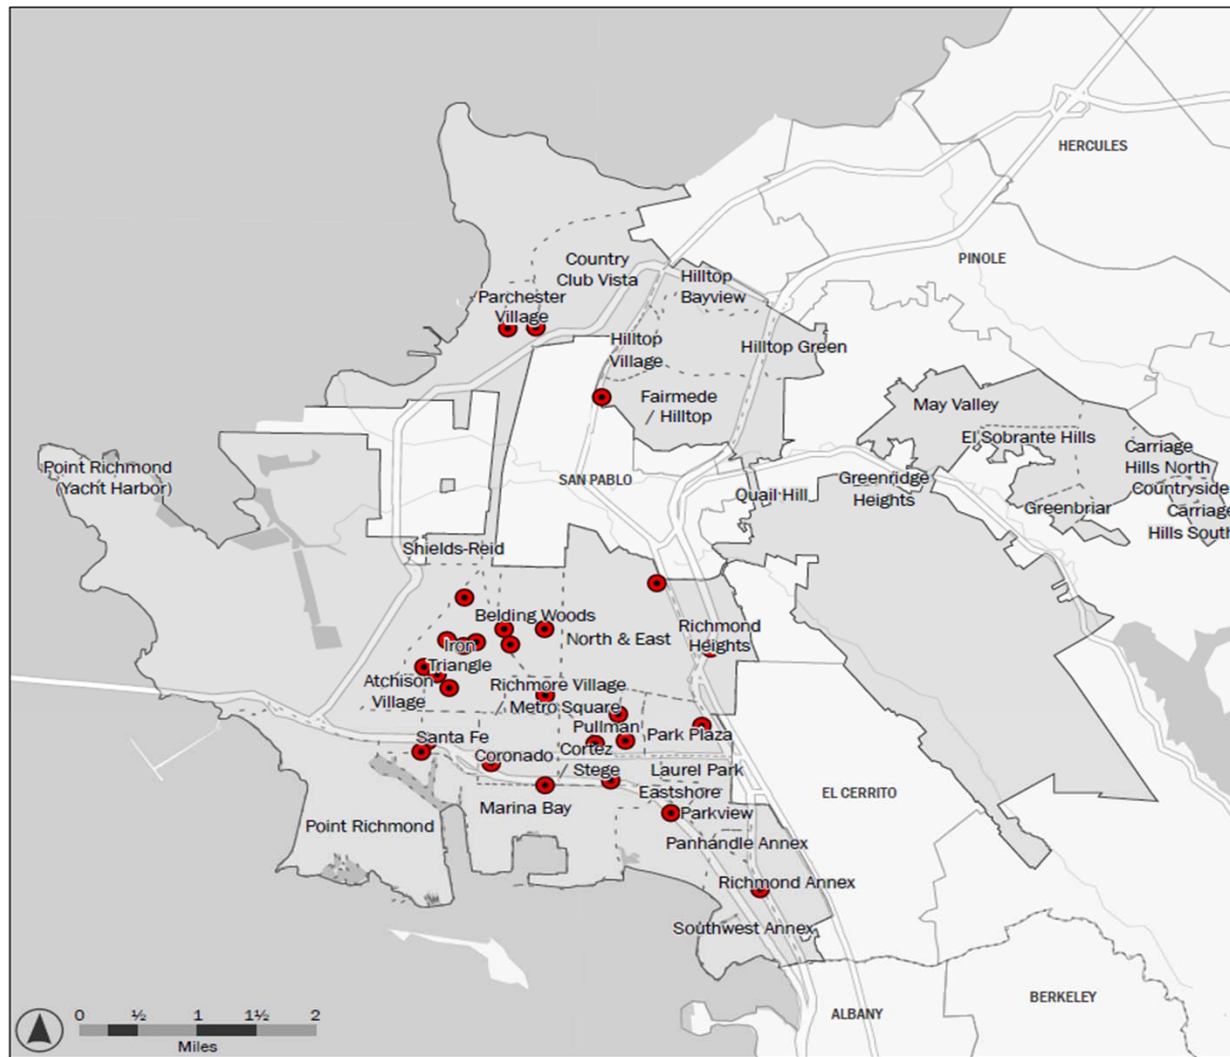 HERCULES
PINOLE
Country
Club Vista
Hilltop
Bayview
Parchester
Village
Hilltop
Village
Hilltop Green
Fairmede
/ Hilltop
May Valley
El Sobrante Hills
Carriage
Hills North
Countryside
Carriage
Hills South
Point Richmond
(Yacht Harbor)
SAN PABLO
Quail Hill
Greenridge
Heights
Greenbriar
Shields-Reid
Belding Woods
North & East
Richmond
Heights
Iron
Triangle
Atchison
Village
Richmore Village
/ Metro Square
Pullman
Park Plaza
Santa Fe
Coronado
Cortez
/ Stege
Laurel Park
Eastshore
Marina Bay
Parkview
EL CERRITO
Point Richmond
Panhandle Annex
Richmond Annex
Southwest Annex
BERKELEY
ALBANY
0 ½ 1 1½ 2
Miles